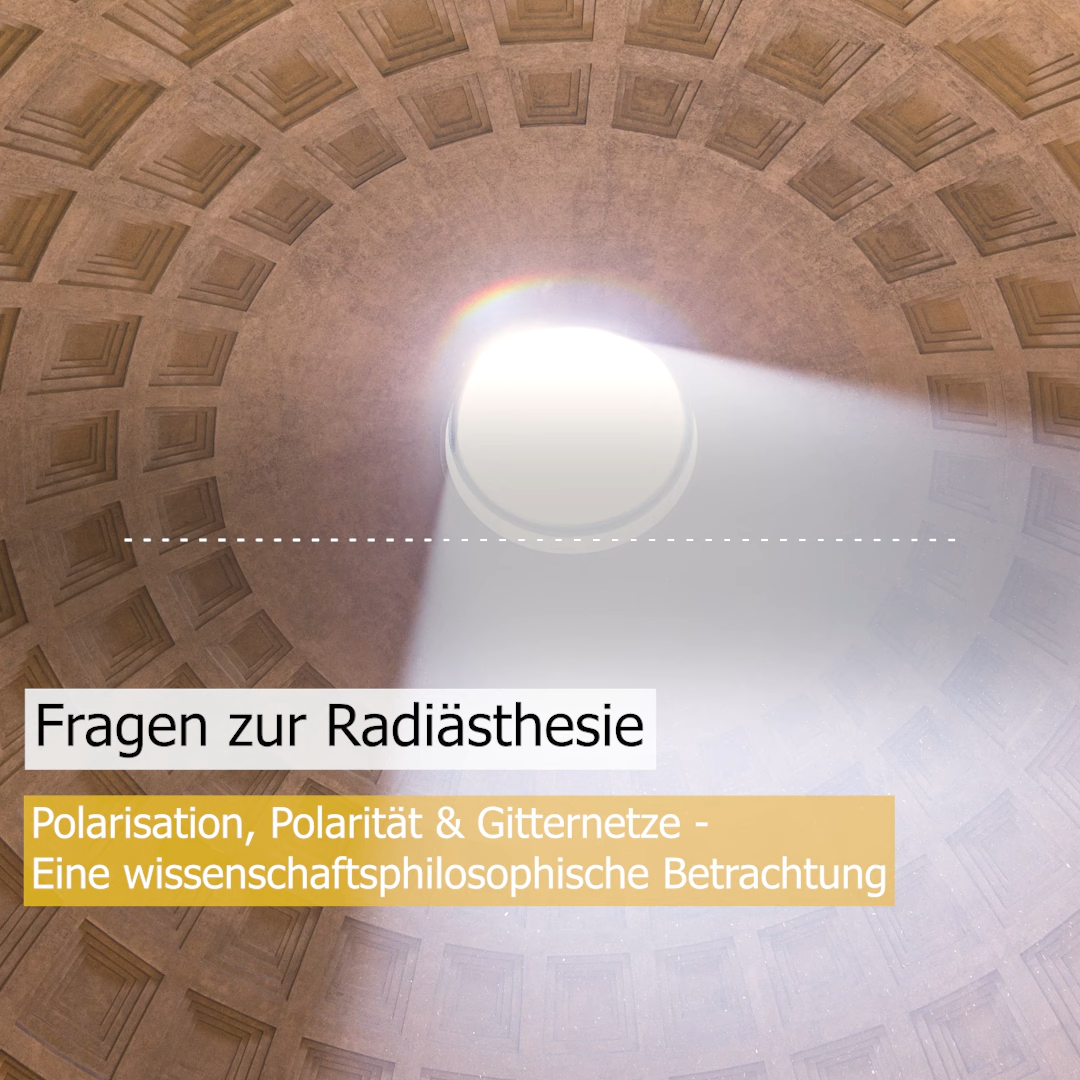 Fragen zur Radiästhesie
Polarisation, Polarität & Gitternetze -
Eine wissenschaftsphilosophische Betrachtung